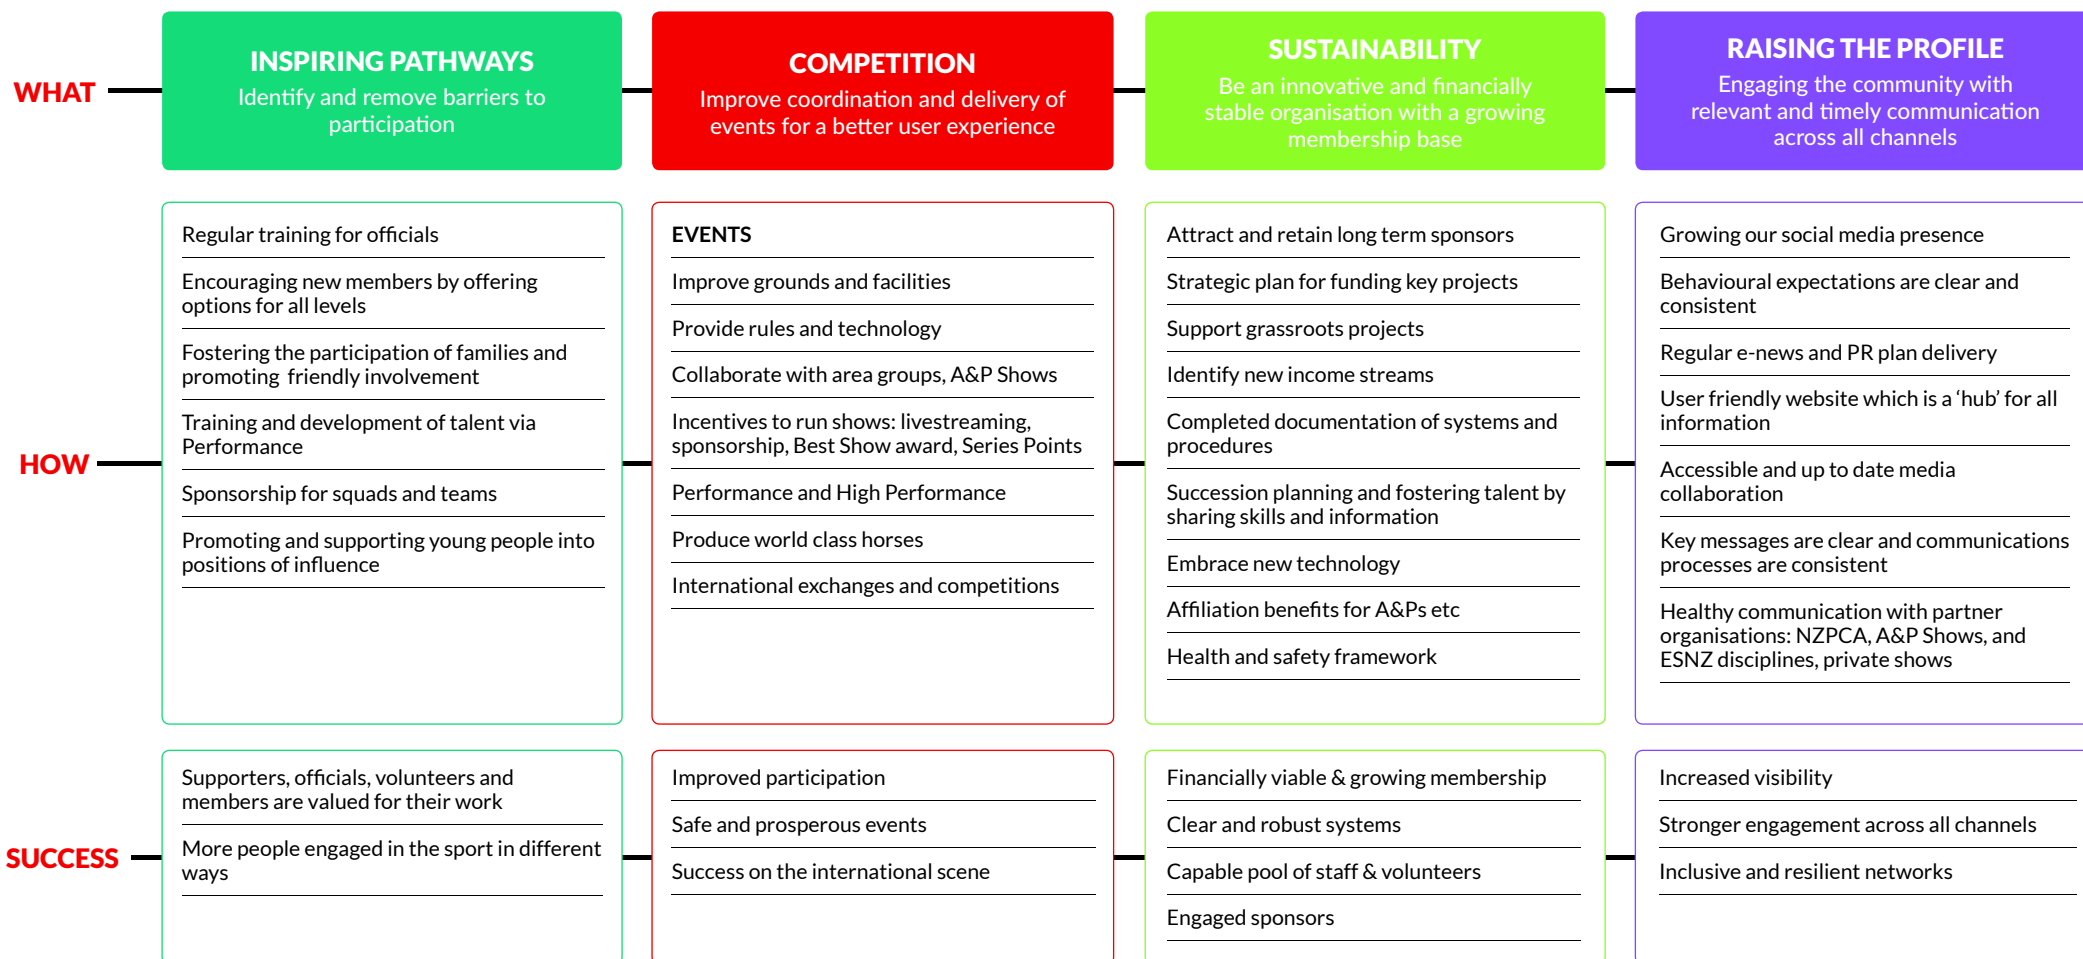 WHAT
INSPIRING PATHWAYS
Identify and remove barriers to
participation
COMPETITION
Improve coordination and delivery of
events for a better user experience
SUSTAINABILITY
Be an innovative and financially
stable organisation with a growing
membership base
RAISING THE PROFILE
Engaging the community with
relevant and timely communication
across all channels
HOW
Regular training for officials
Encouraging new members by offering
options for all levels
Fostering the participation of families and
promoting friendly involvement
Training and development of talent via
Performance
Sponsorship for squads and teams
Promoting and supporting young people into
positions of influence
EVENTS
Improve grounds and facilities
Provide rules and technology
Collaborate with area groups, A&P Shows
Incentives to run shows: livestreaming,
sponsorship, Best Show award, Series Points
Performance and High Performance
Produce world class horses
International exchanges and competitions
Attract and retain long term sponsors
Strategic plan for funding key projects
Support grassroots projects
Identify new income streams
Completed documentation of systems and
procedures
Succession planning and fostering talent by
sharing skills and information
Embrace new technology
Affiliation benefits for A&Ps etc
Health and safety framework
Growing our social media presence
Behavioural expectations are clear and
consistent
Regular e-news and PR plan delivery
User friendly website which is a ‘hub’ for all
information
Accessible and up to date media
collaboration
Key messages are clear and communications
processes are consistent
Healthy communication with partner
organisations: NZPCA, A&P Shows, and
ESNZ disciplines, private shows
SUCCESS
Supporters, officials, volunteers and
members are valued for their work
More people engaged in the sport in different
ways
Improved participation
Safe and prosperous events
Success on the international scene
Financially viable & growing membership
Clear and robust systems
Capable pool of staff & volunteers
Engaged sponsors
Increased visibility
Stronger engagement across all channels
Inclusive and resilient networks